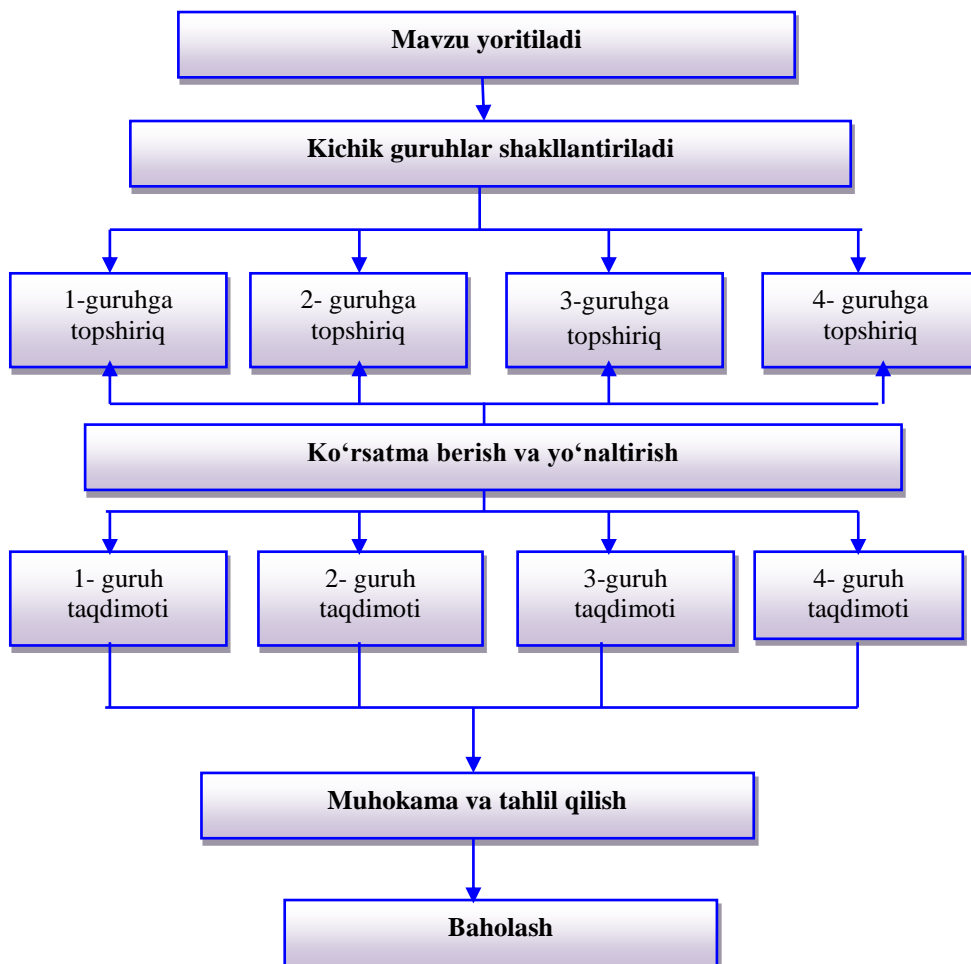 Mavzu yoritiladi
Kichik guruhlar shakllantiriladi
1-guruhga
topshiriq
2- guruhga
topshiriq
3-guruhga
topshiriq
4- guruhga
topshiriq
Ko‘rsatma berish va yo‘naltirish
1- guruh
taqdimoti
2- guruh
taqdimoti
3-guruh
taqdimoti
4- guruh
taqdimoti
Muhokama va tahlil qilish
Baholash